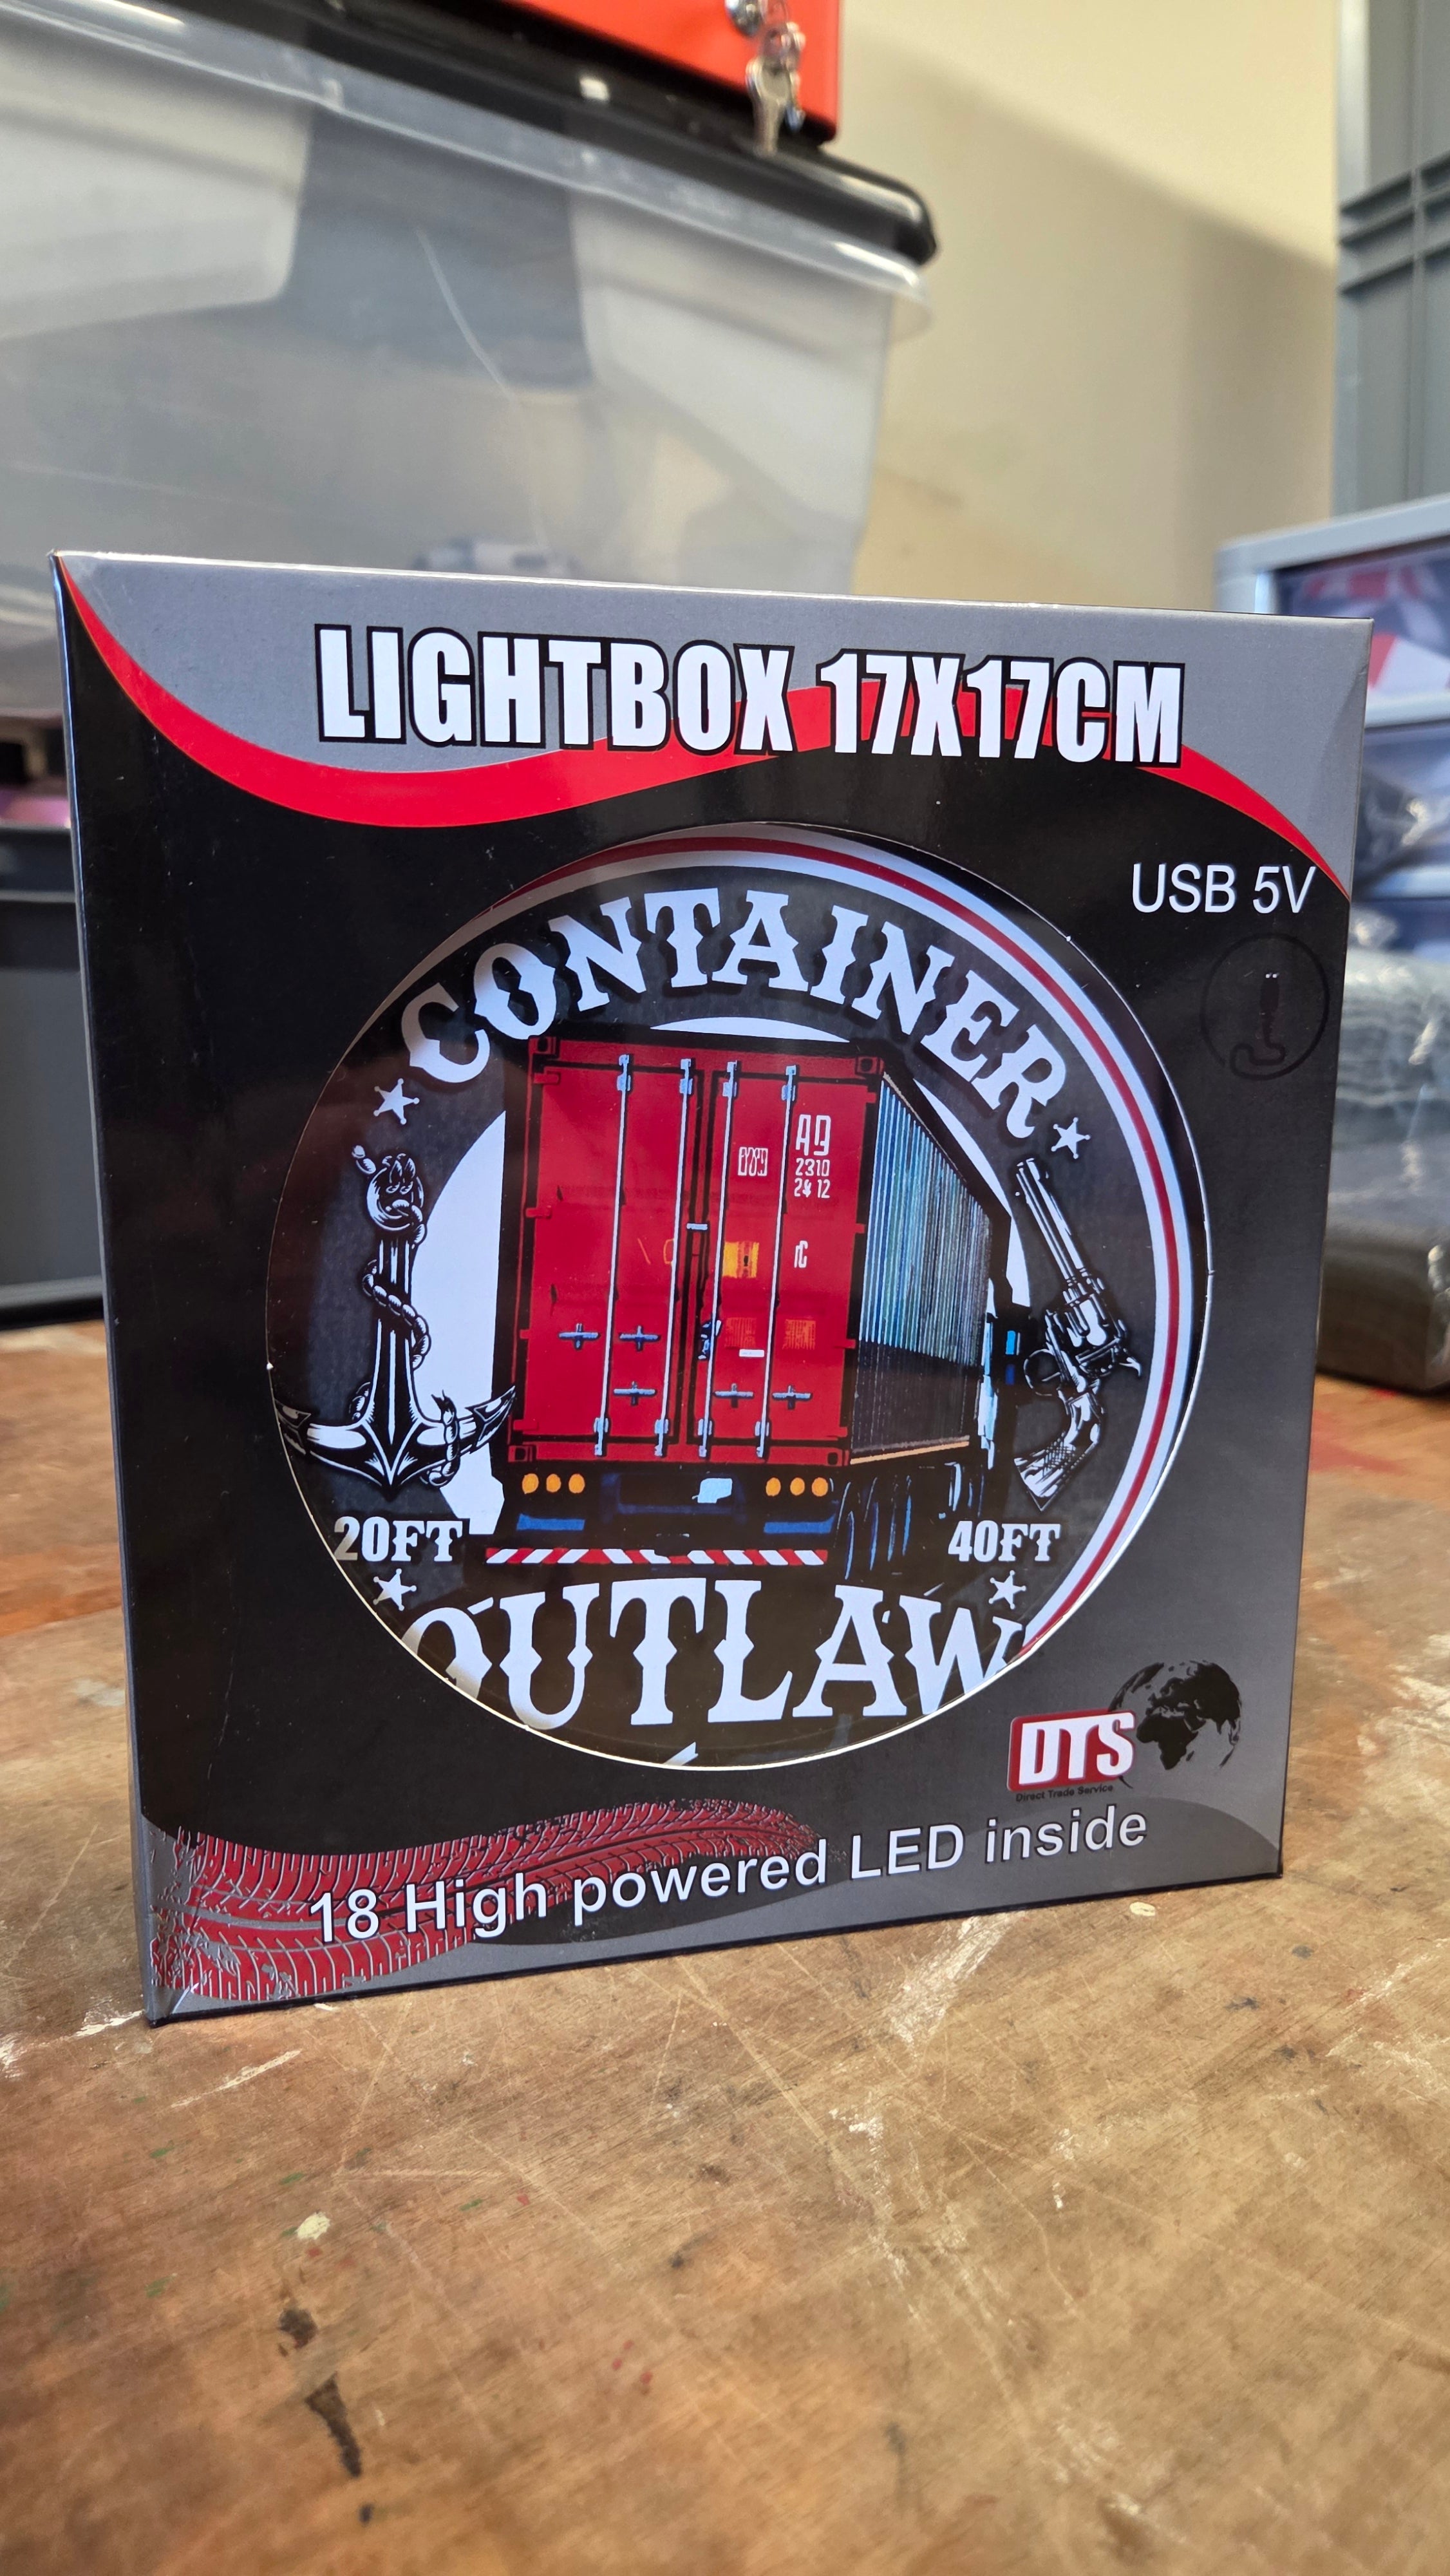 LIGHTBOX 17X17CM
USB 5V
CONTAINER
A9
2310
24 12
20FT
40FT
OUTLAW
DTS
Direct Trade Service
18 High powered LED inside